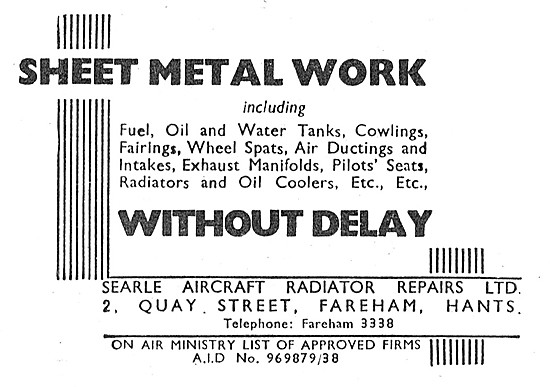 SHEET METAL WORK
including
Fuel, Oil and Water Tanks, Cowlings,
Fairings, Wheel Spats, Air Ductings and
Intakes, Exhaust Manifolds, Pilots' Seats,
Radiators and Oil Coolers, Etc., Etc.,
WITHOUT DELAY
SEARLE AIRCRAFT RADIATOR REPAIRS LTD.
2, QUAY STREET, FAREHAM, HANTS.
Telephone: Fareham 3338
ON AIR MINISTRY LIST OF APPROVED FIRMS
A.I.D No. 969879/38